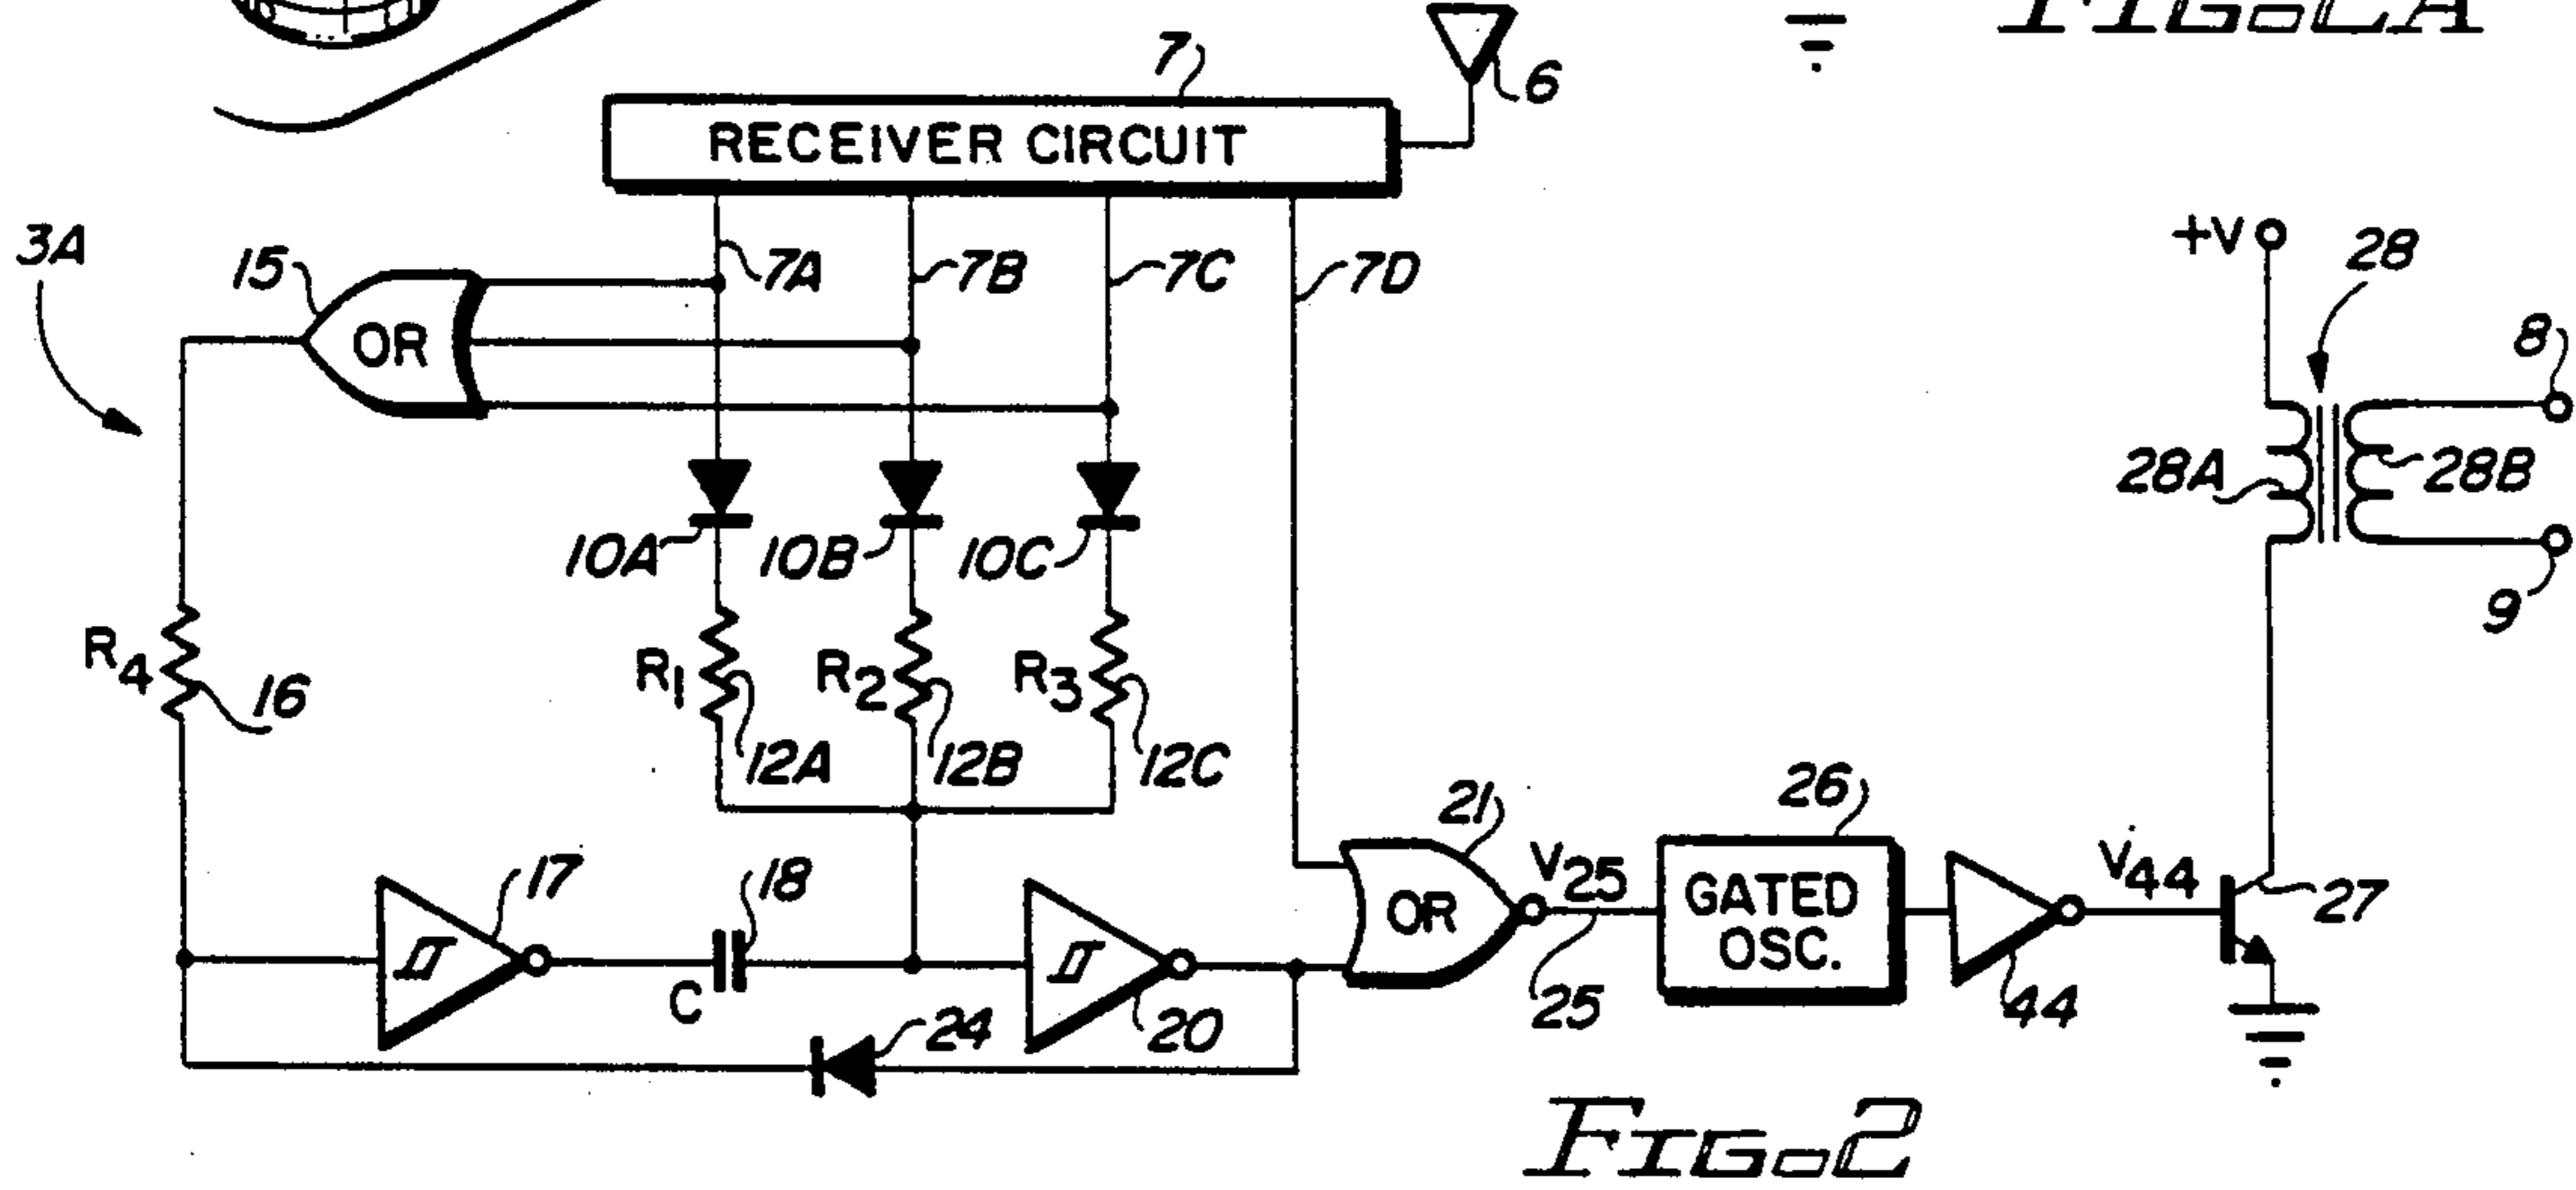 FIG. 2A
7
6
RECEIVER CIRCUIT
3A
15
7A
7B
7C
7D
+V
28
OR
8
28A
28B
10A
10B
10C
9
R4
16
R1
R2
R3
12A
12B
12C
21
26
17
18
V25
GATED
OSC.
V44
OR
27
C
24
20
25
44
FIG. 2